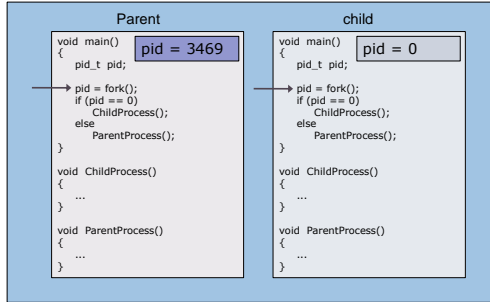 Parent
void main()
pid = 3469
{
pid_t pid;
pid = fork();
if (pid == 0)
ChildProcess();
else
ParentProcess();
}
void ChildProcess()
{
...
}
void ParentProcess()
{
...
}
child
void main()
pid = 0
{
pid_t pid;
pid = fork();
if (pid == 0)
ChildProcess();
else
ParentProcess();
}
void ChildProcess()
{
...
}
void ParentProcess()
{
...
}